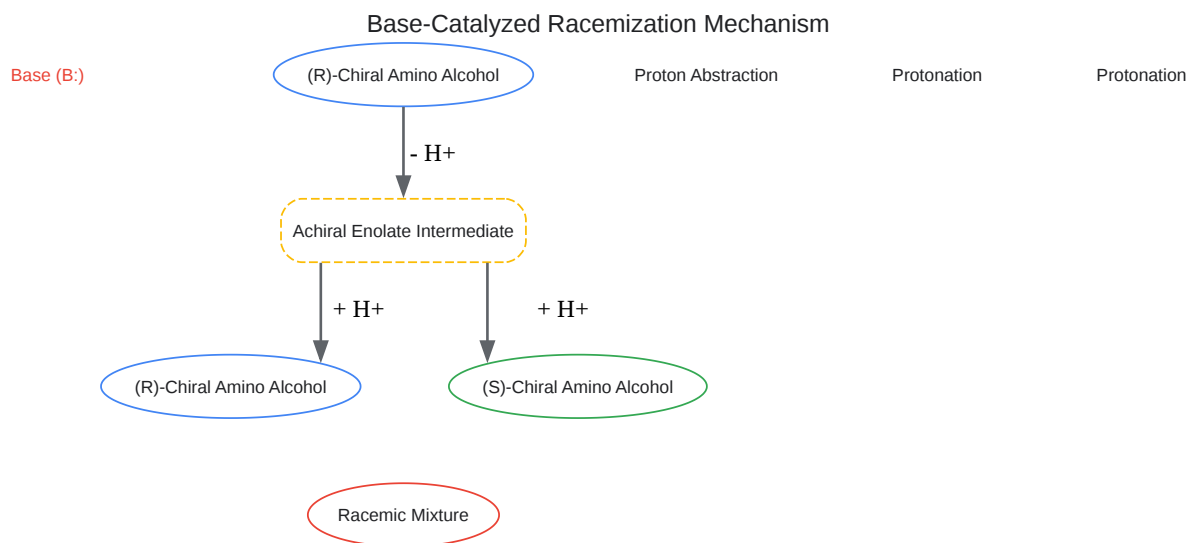 Base-Catalyzed Racemization Mechanism
Base (B:)
(R)-Chiral Amino Alcohol
Proton Abstraction
Protonation
Protonation
- H+
Achiral Enolate Intermediate
+ H+
+ H+
(R)-Chiral Amino Alcohol
(S)-Chiral Amino Alcohol
Racemic Mixture